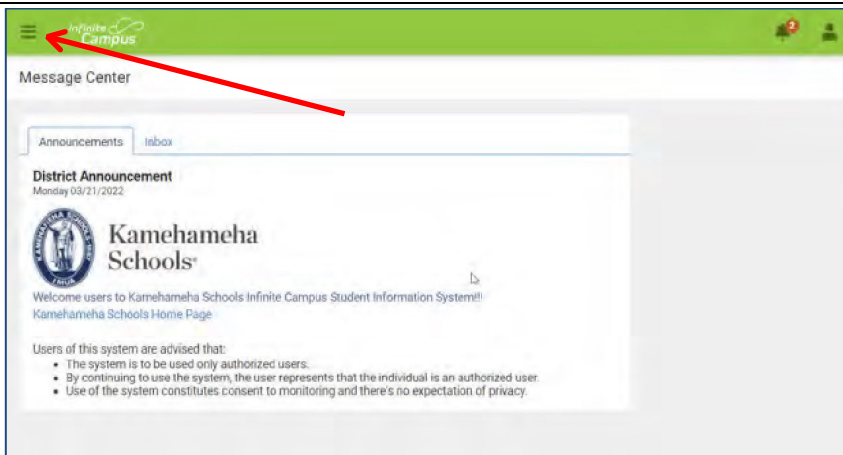 Infinite
Campus
2
Message Center
Announcements Inbox
District Announcement
Monday 03/21/2022
Kamehameha
Schools
Welcome users to Kamehameha Schools Infinite Campus Student Information System!!!
Kamehameha Schools Home Page
Users of this system are advised that:
• The system is to be used only authorized users.
• By continuing to use the system, the user represents that the individual is an authorized user.
• Use of the system constitutes consent to monitoring and there's no expectation of privacy.